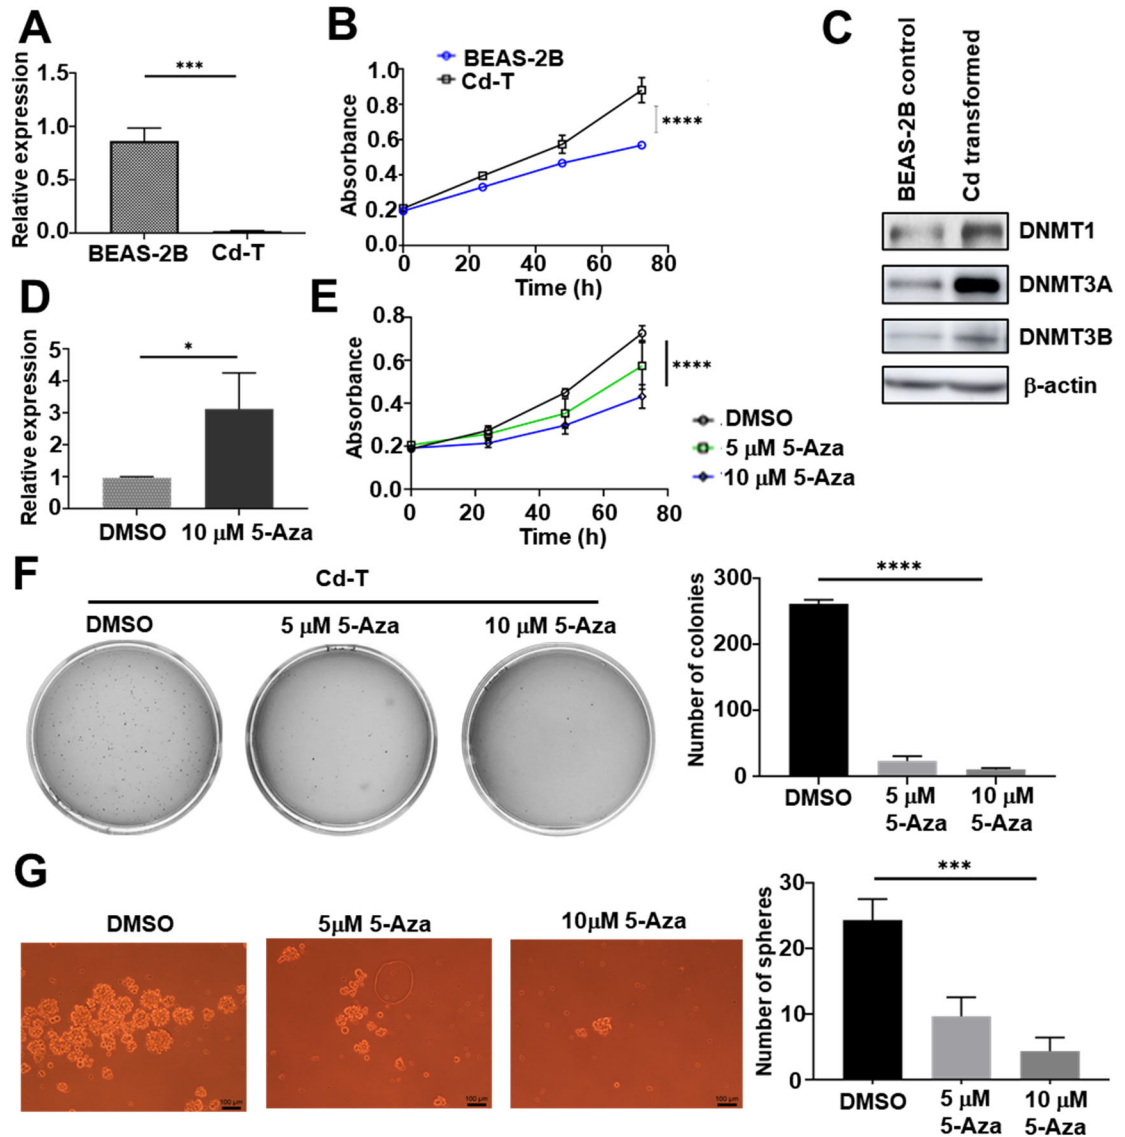 A
Relative expression
1.5
1.0
0.5
0.0
***
BEAS-2B
Cd-T
B
BEAS-2B
Cd-T
Absorbance
1.0
0.8
0.6
0.4
0.2
0.0
****
0
20
40
60
80
Time (h)
C
BEAS-2B control
Cd transformed
DNMT1
DNMT3A
DNMT3B
β-actin
D
Relative expression
5
4
3
2
1
0
*
DMSO
10 μM 5-Aza
E
Absorbance
0.8
0.6
0.4
0.2
0.0
****
0
20
40
60
80
Time (h)
DMSO
5 μM 5-Aza
10 μM 5-Aza
F
Cd-T
DMSO
5 μM 5-Aza
10 μM 5-Aza
Number of colonies
300
200
100
0
****
DMSO
5 μM
5-Aza
10 μM
5-Aza
G
DMSO
5μM 5-Aza
10μM 5-Aza
100 μm
100 μm
100 μm
Number of spheres
30
20
10
0
***
DMSO
5 μM
5-Aza
10 μM
5-Aza